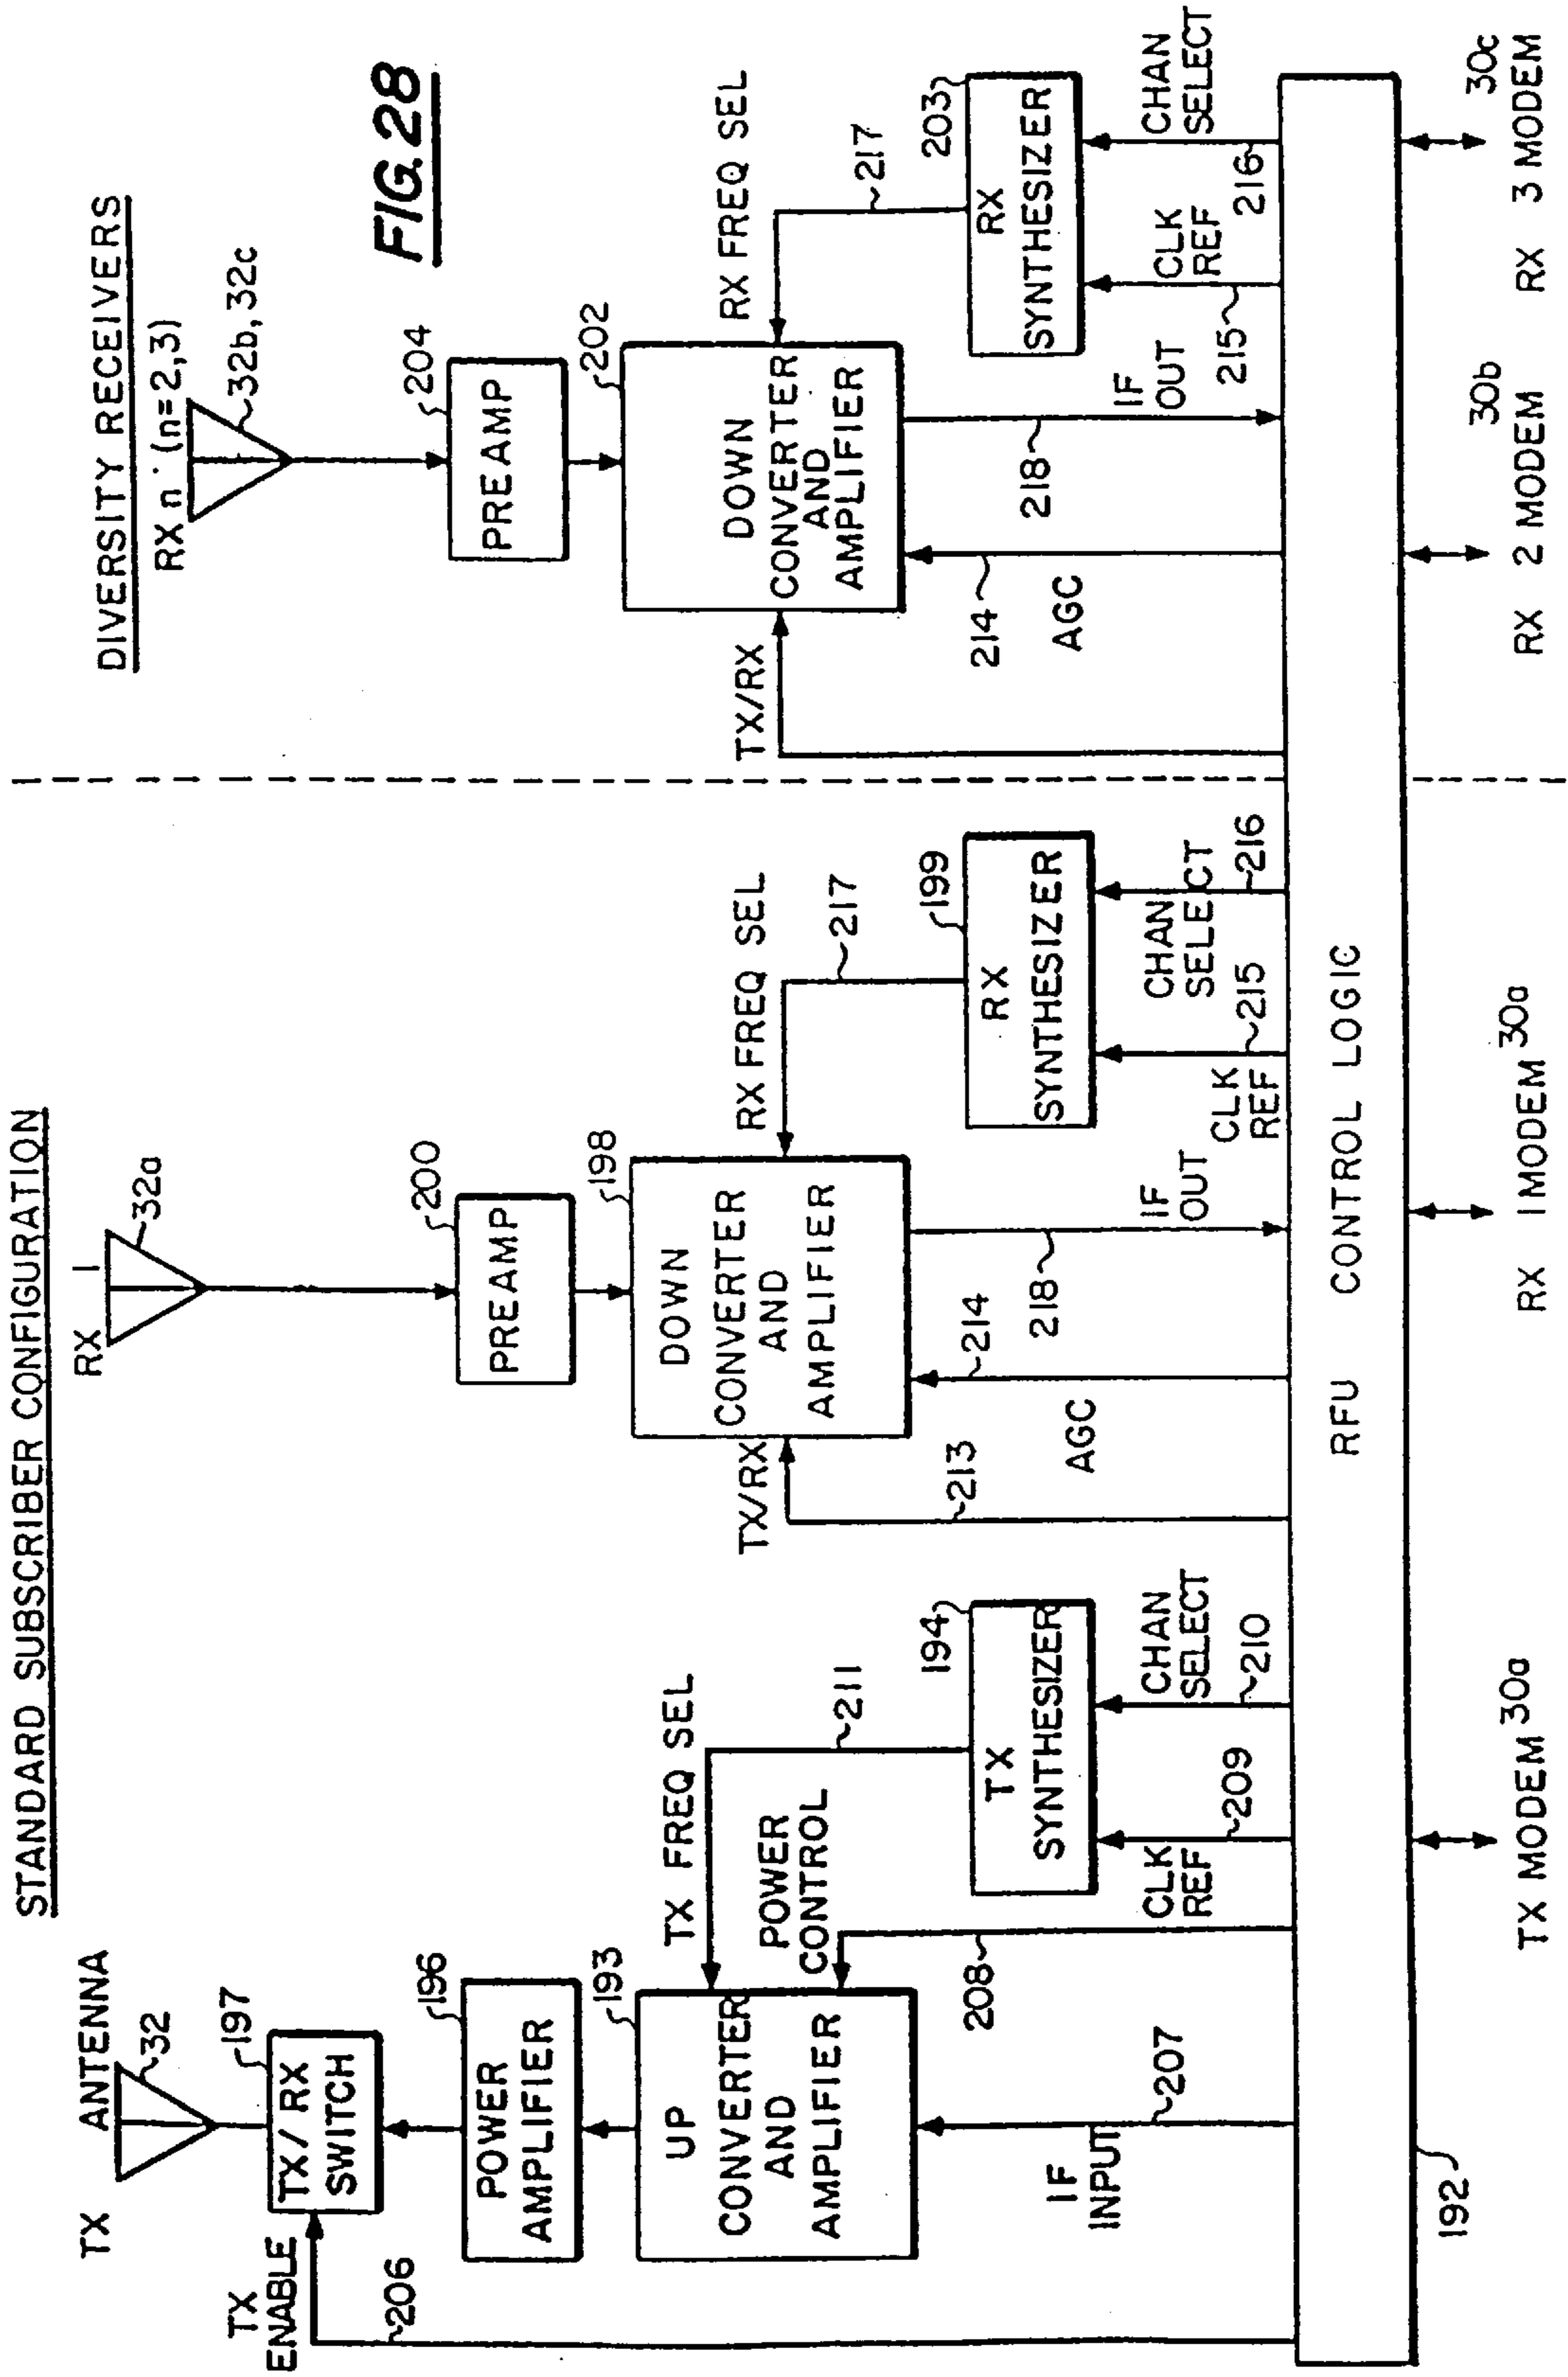 STANDARD SUBSCRIBER CONFIGURATION
DIVERSITY RECEIVERS
FIG. 28
TX ANTENNA
32
TX
ENABLE
206
TX / RX
SWITCH
197
POWER
AMPLIFIER
196
UP
CONVERTER
AND
AMPLIFIER
193
TX FREQ SEL
211
POWER
CONTROL
208
IF
INPUT
207
TX
SYNTHESIZER
194
CLK
REF
209
CHAN
SELECT
210
RX 1
32a
PREAMP
200
DOWN
CONVERTER
AND
AMPLIFIER
198
TX/RX
213
AGC
214
218
IF
OUT
RX FREQ SEL
217
RX
SYNTHESIZER
199
CLK
REF
215
CHAN
SELECT
216
RX n (n=2,3)
32b, 32c
PREAMP
204
DOWN
CONVERTER
AND
AMPLIFIER
202
TX/RX
214
AGC
218
IF
OUT
RX FREQ SEL
217
RX
SYNTHESIZER
203
CLK
REF
215
CHAN
SELECT
216
RFU CONTROL LOGIC
192
TX MODEM 30a
RX 1 MODEM 30a
RX 2 MODEM 30b
RX 3 MODEM 30c